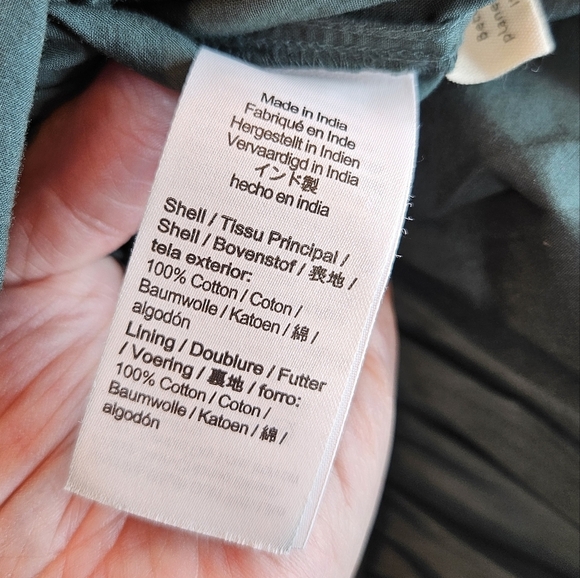 Made in India
Fabriqué en Inde
Hergestellt in Indien
Vervaardigd in India
インド製
hecho en india
Shell / Tissu Principal /
Shell / Bovenstof / 表地 /
tela exterior:
100% Cotton / Coton /
Baumwolle / Katoen / 綿 /
algodón
Lining / Doublure / Futter
/ Voering / 裏地 / forro:
100% Cotton / Coton /
Baumwolle / Katoen / 綿 /
algodón